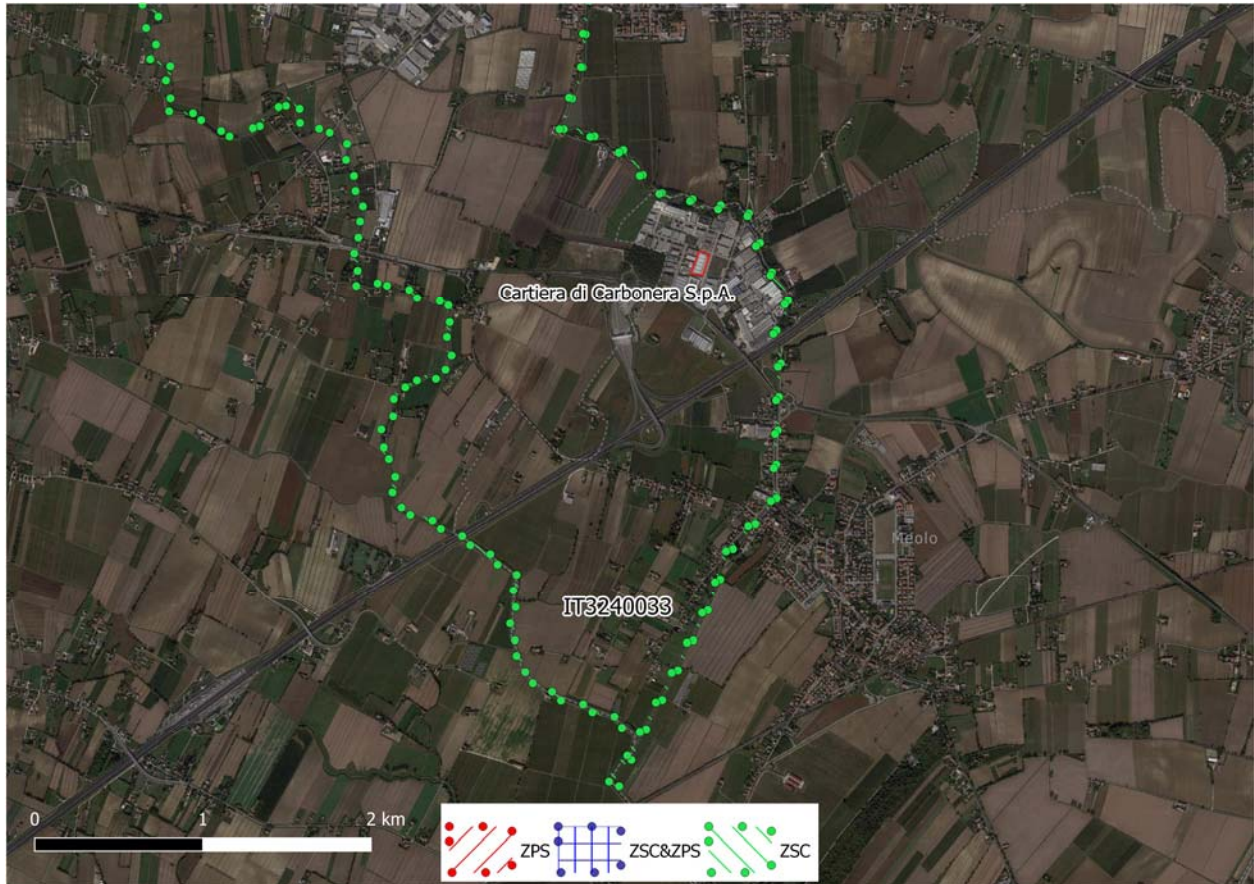 Cartiera di Carbonera S.p.A.
Meolo
IT3240033
0 1 2 km
ZPS ZSC&ZPS ZSC